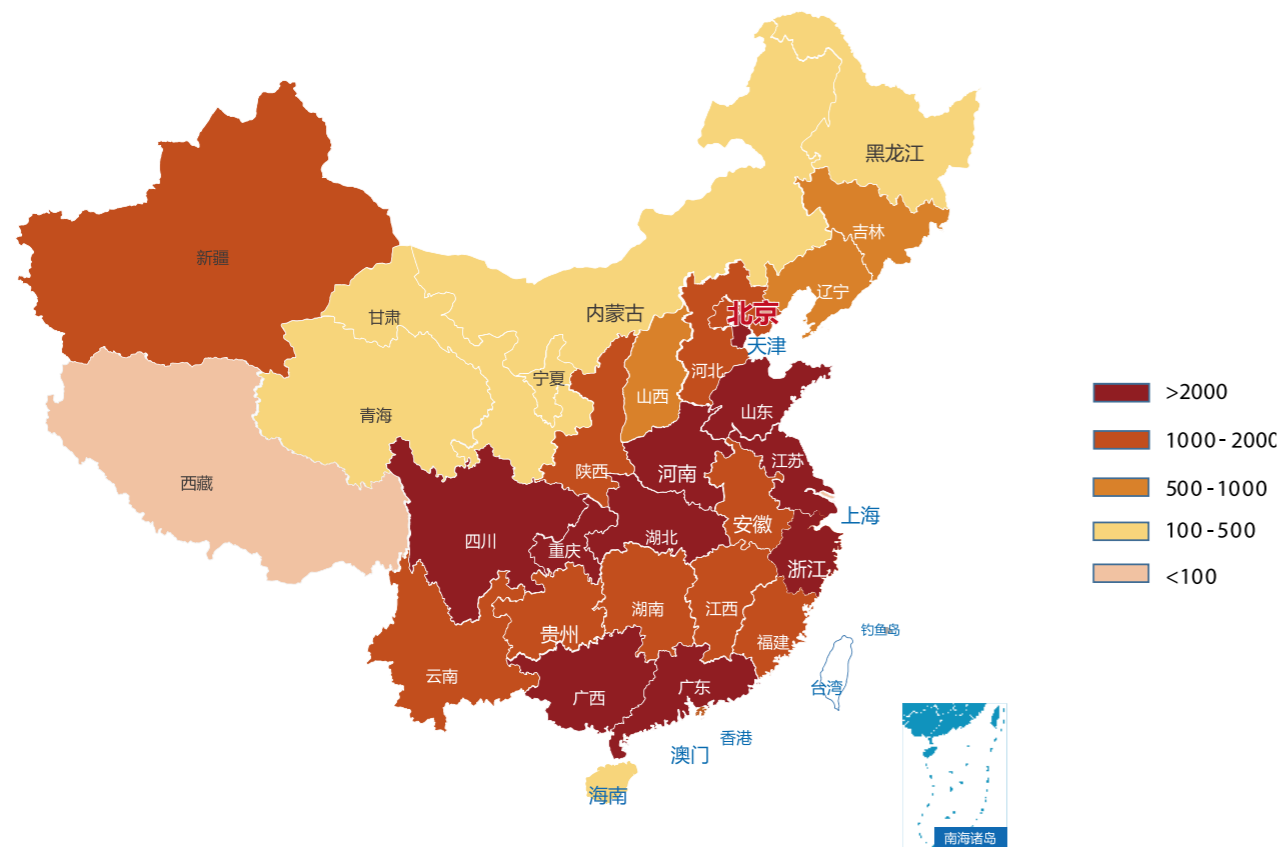 黑龙江
吉林
新疆
辽宁
内蒙古
北京
甘肃
天津
河北
宁夏
山西
山东
青海
江苏
陕西
河南
西藏
上海
安徽
湖北
四川
重庆
浙江
湖南
江西
贵州
福建
钓鱼岛
云南
广西
广东
台湾
香港
澳门
海南
南海诸岛
>2000
1000-2000
500-1000
100-500
<100